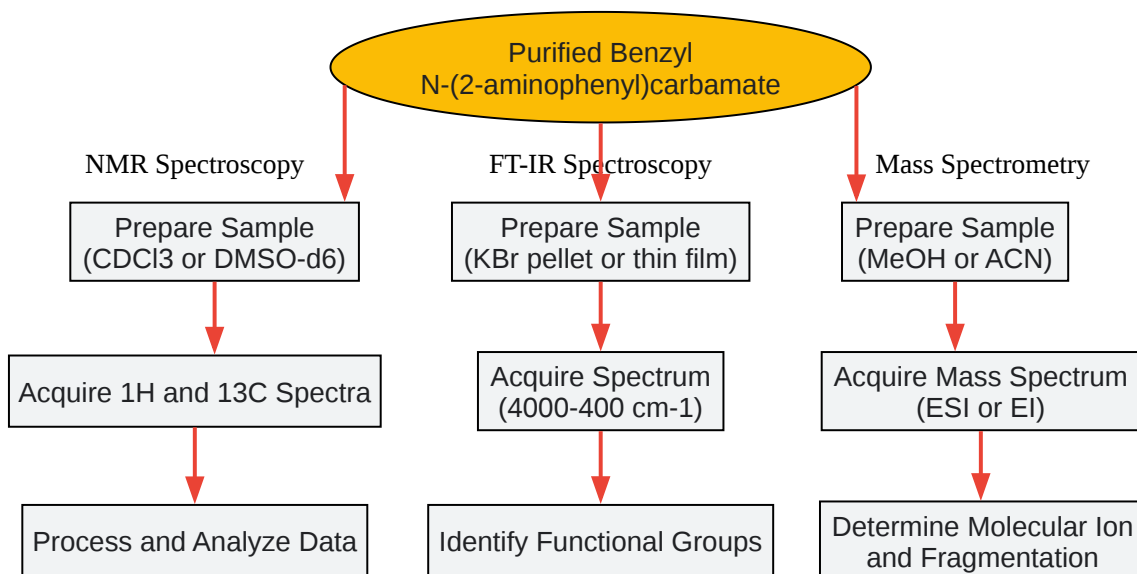 Purified Benzyl
N-(2-aminophenyl)carbamate
NMR Spectroscopy
FT-IR Spectroscopy
Mass Spectrometry
Prepare Sample
(CDCl3 or DMSO-d6)
Prepare Sample
(KBr pellet or thin film)
Prepare Sample
(MeOH or ACN)
Acquire 1H and 13C Spectra
Acquire Spectrum
(4000-400 cm-1)
Acquire Mass Spectrum
(ESI or EI)
Process and Analyze Data
Identify Functional Groups
Determine Molecular Ion
and Fragmentation